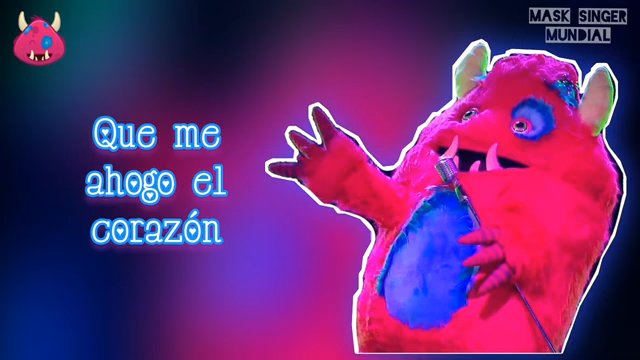 MASK SINGER
MUNDIAL
Que me
ahogo el
corazón